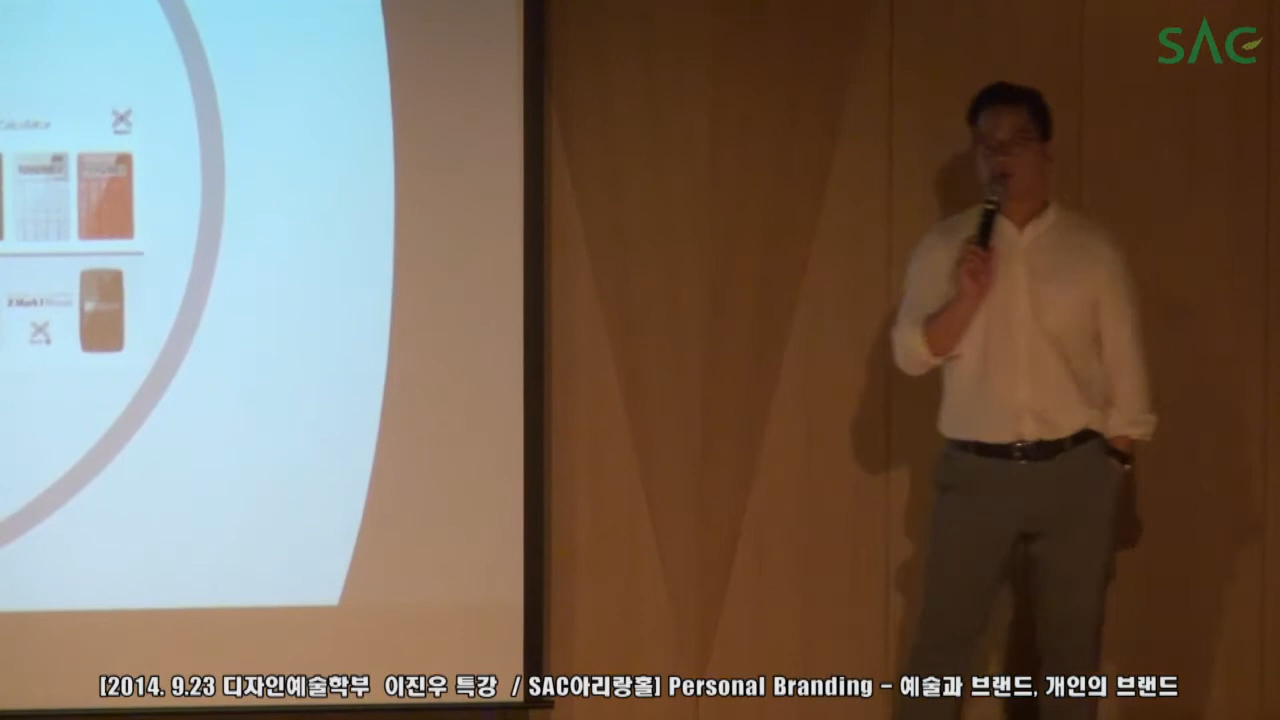 SAC
[2014. 9.23 디자인예술학부 이진우 특강 / SAC아리랑홀] Personal Branding - 예술과 브랜드, 개인의 브랜드